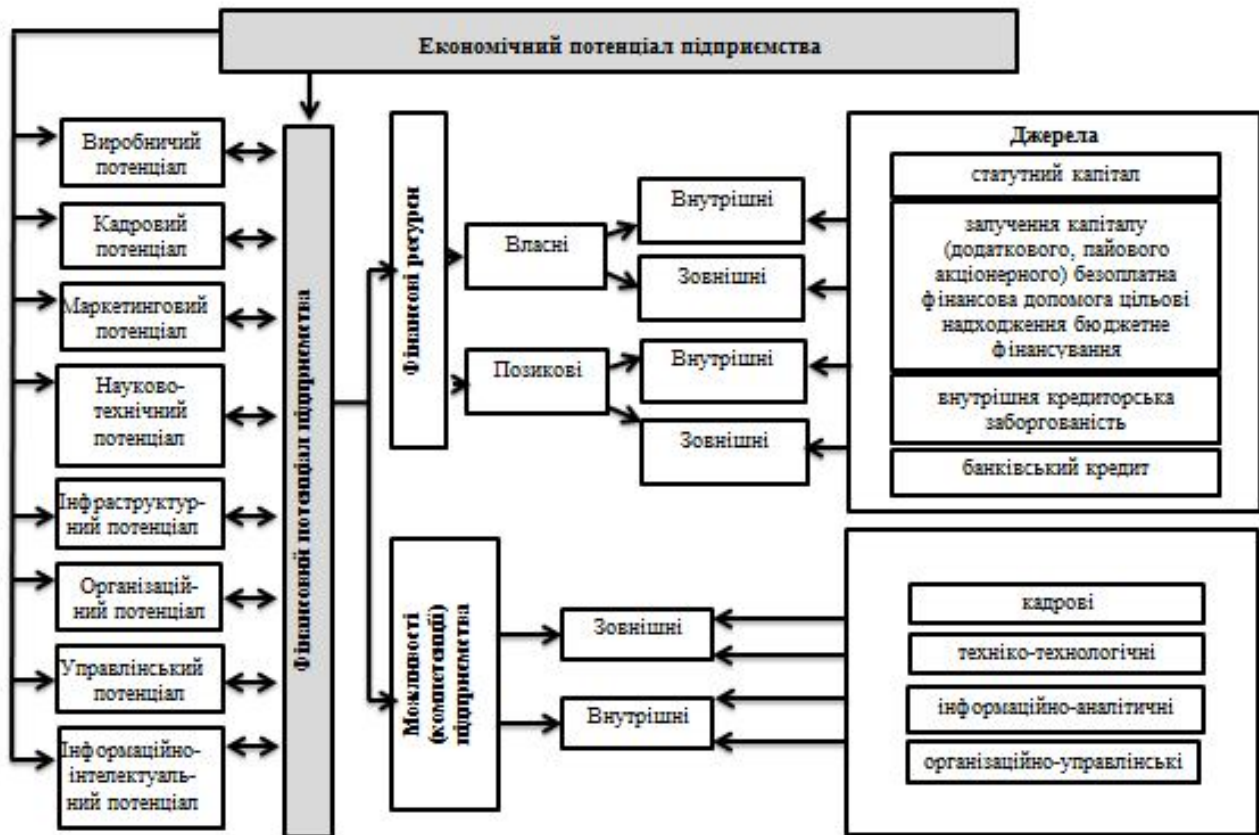 Економічний потенціал підприємства
Виробничий
потенціал
Кадровий
потенціал
Маркетинговий
потенціал
Науково-
технічний
потенціал
Інфраструктур-
ний потенціал
Організацій-
ний потенціал
Управлінський
потенціал
Інформаційно-
інтелектуаль-
ний потенціал
Фінансовий потенціал підприємства
Фінансові ресурси
Власні
Позикові
Внутрішні
Зовнішні
Внутрішні
Зовнішні
Джерела
статутний капітал
залучення капіталу
(додаткового, пайового
акціонерного) безоплатна
фінансова допомога цільові
надходження бюджетне
фінансування
внутрішня кредиторська
заборгованість
банківський кредит
Можливості
(компетенції)
підприємства
Зовнішні
Внутрішні
кадрові
техніко-технологічні
інформаційно-аналітичні
організаційно-управлінські